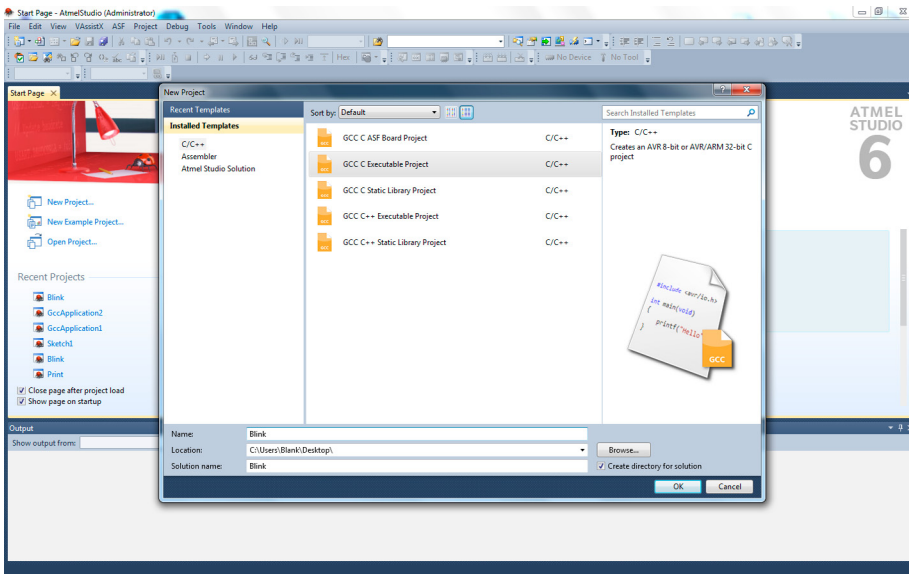 Start Page - AtmelStudio (Administrator)
File Edit View VAssistX ASF Project Debug Tools Window Help
Hex No Device No Tool
Start Page
New Project
Recent Templates
Installed Templates
C/C++
Assembler
Atmel Studio Solution
Sort by: Default
GCC C ASF Board Project C/C++
GCC C Executable Project C/C++
GCC C Static Library Project C/C++
GCC C++ Executable Project C/C++
GCC C++ Static Library Project C/C++
Search Installed Templates
Type: C/C++
Creates an AVR 8-bit or AVR/ARM 32-bit C
project
#include <avr/io.h>
int main(void)
{
printf("Hello"
}
GCC
ATMEL
STUDIO
6
New Project...
New Example Project...
Open Project...
Recent Projects
Blink
GccApplication2
GccApplication1
Sketch1
Blink
Print
Close page after project load
Show page on startup
Output
Show output from:
Name: Blink
Location: C:\Users\Blank\Desktop\ Browse...
Solution name: Blink Create directory for solution
OK Cancel